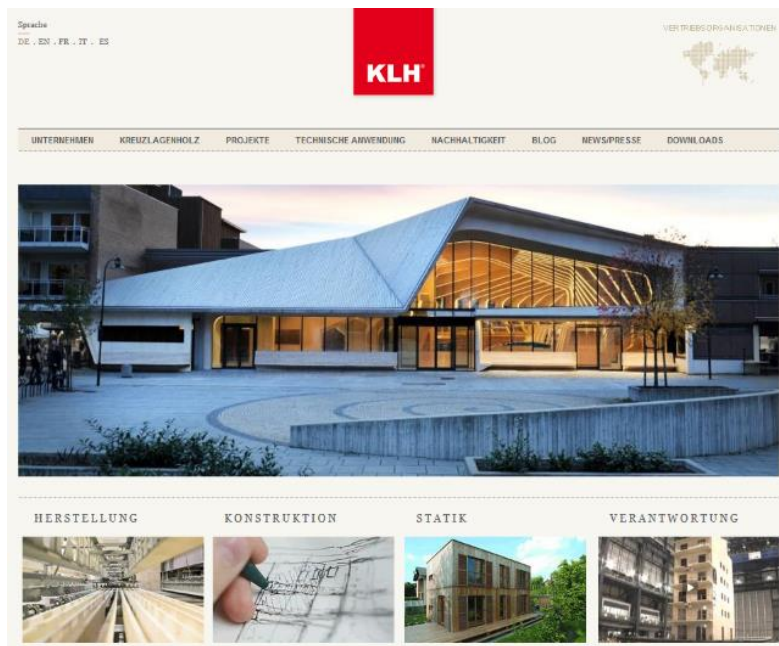 Sprache
DE . EN . FR . IT . ES
KLH®
VERTRIEBSORGANISATIONEN
UNTERNEHMEN KREUZLAGENHOLZ PROJEKTE TECHNISCHE ANWENDUNG NACHHALTIGKEIT BLOG NEWS/PRESSE DOWNLOADS
HERSTELLUNG KONSTRUKTION STATIK VERANTWORTUNG